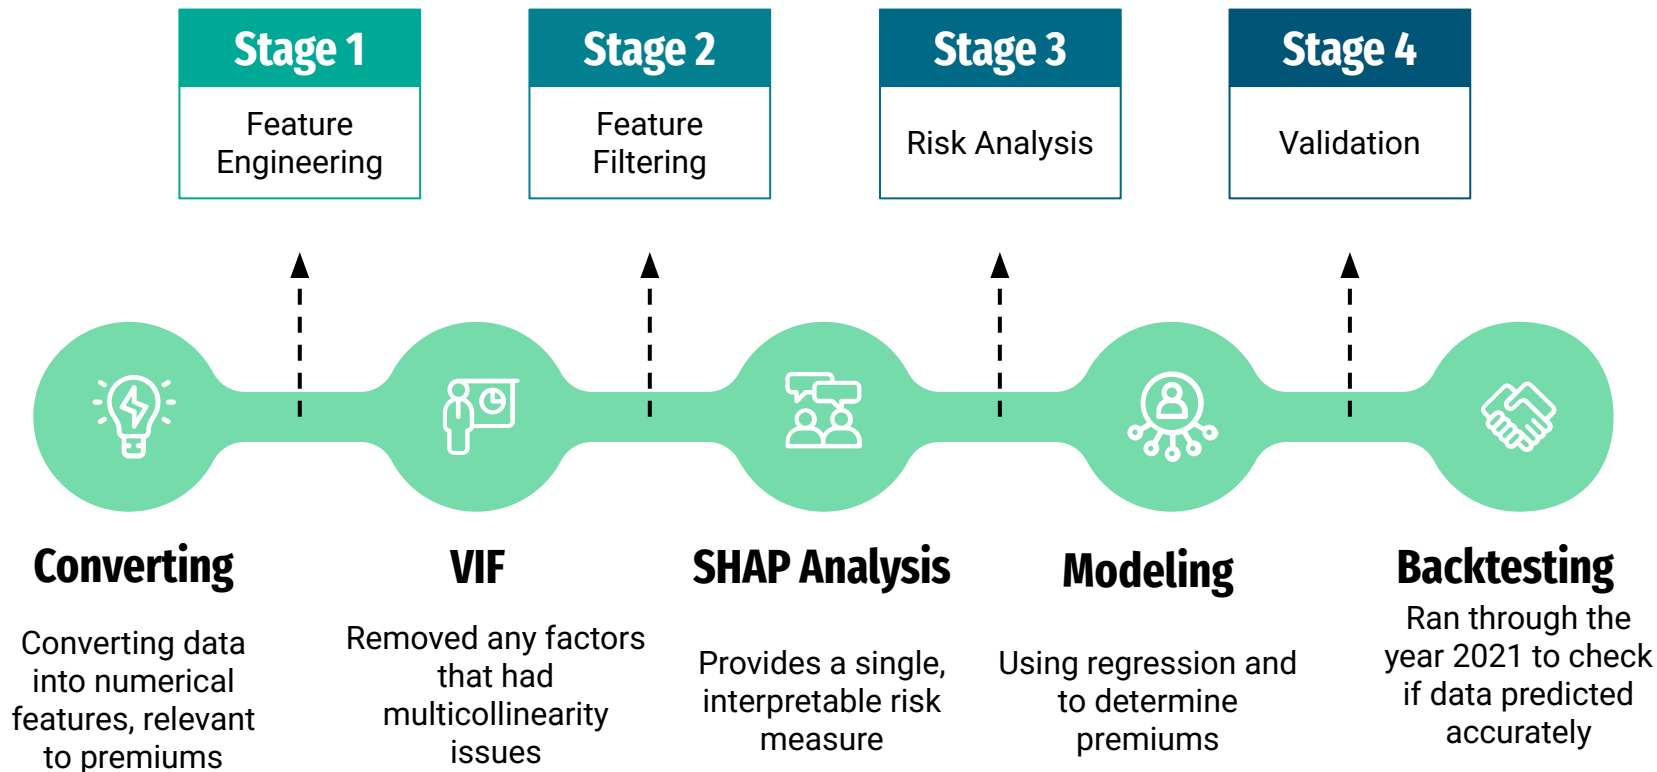 Stage 1
Feature
Engineering
Stage 2
Feature
Filtering
Stage 3
Risk Analysis
Stage 4
Validation
Converting
Converting data
into numerical
features, relevant
to premiums
VIF
Removed any factors
that had
multicollinearity
issues
SHAP Analysis
Provides a single,
interpretable risk
measure
Modeling
Using regression and
to determine
premiums
Backtesting
Ran through the
year 2021 to check
if data predicted
accurately